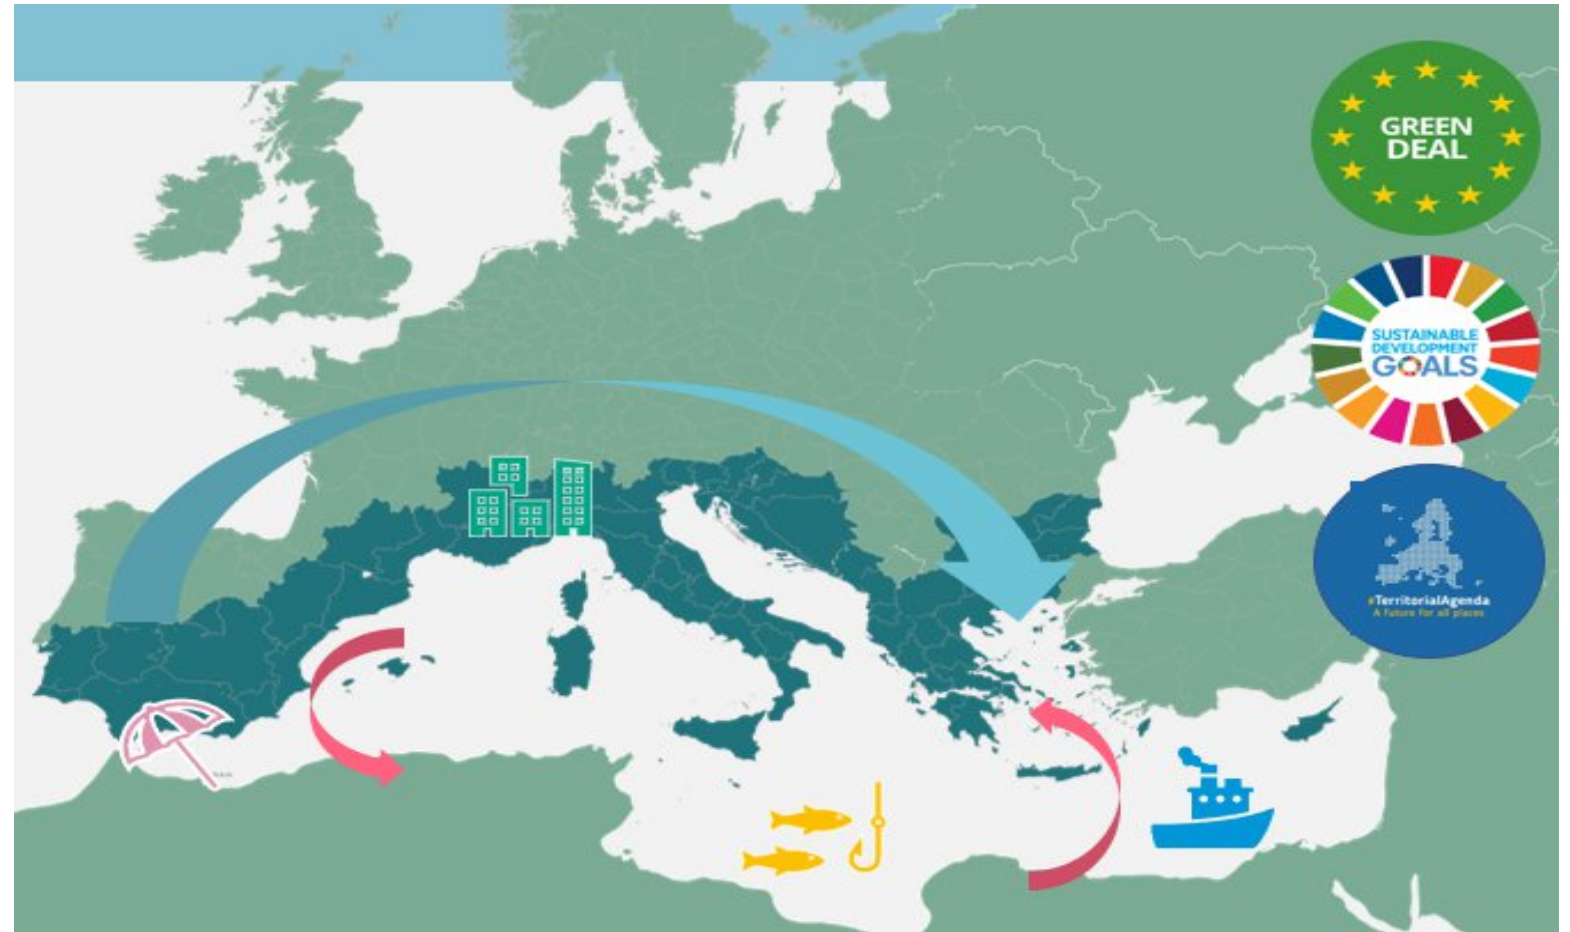 GREEN
DEAL
SUSTAINABLE
DEVELOPMENT
GOALS
#TerritorialAgenda
A future for all places